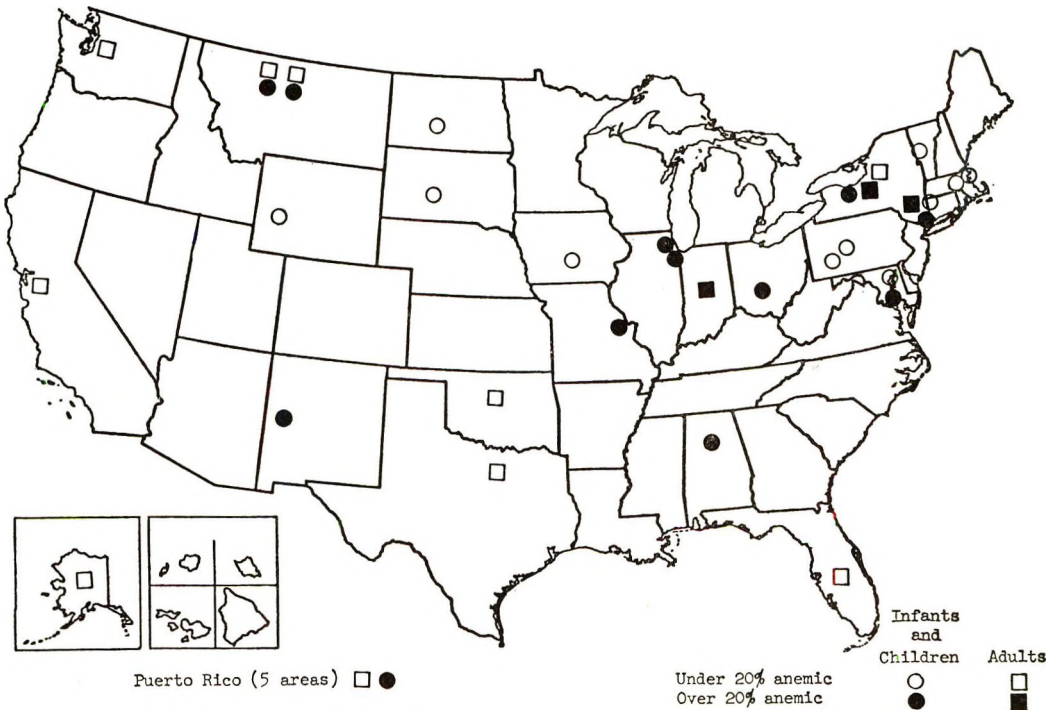 Puerto Rico (5 areas)
Infants
and
Children Adults
Under 20% anemic
Over 20% anemic